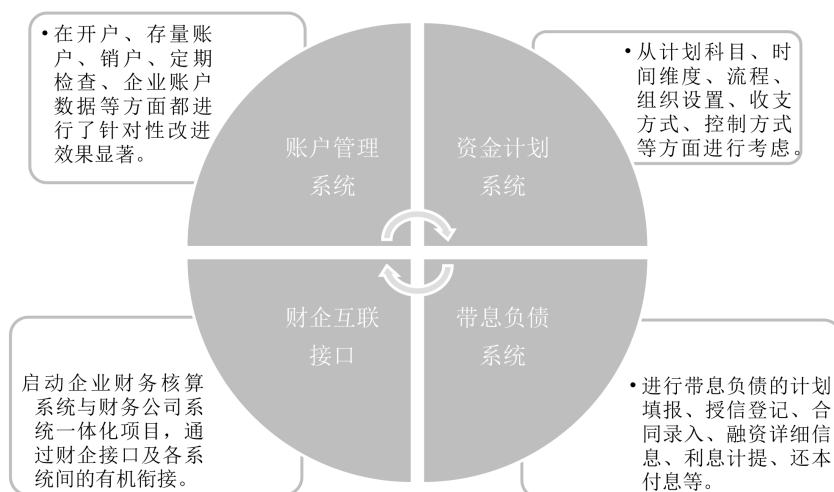 • 在开户、存量账
户、销户、定期
检查、企业账户
数据等方面都进
行了针对性改进
效果显著。
• 从计划科目、时
间维度、流程、
组织设置、收支
方式、控制方式
等方面进行考虑。
账户管理
系统
资金计划
系统
财企互联
接口
带息负债
系统
启动企业财务核算
系统与财务公司系
统一体化项目，通
过财企接口及各系
统间的有机衔接。
• 进行带息负债的计划
填报、授信登记、合
同录入、融资详细信
息、利息计提、还本
付息等。